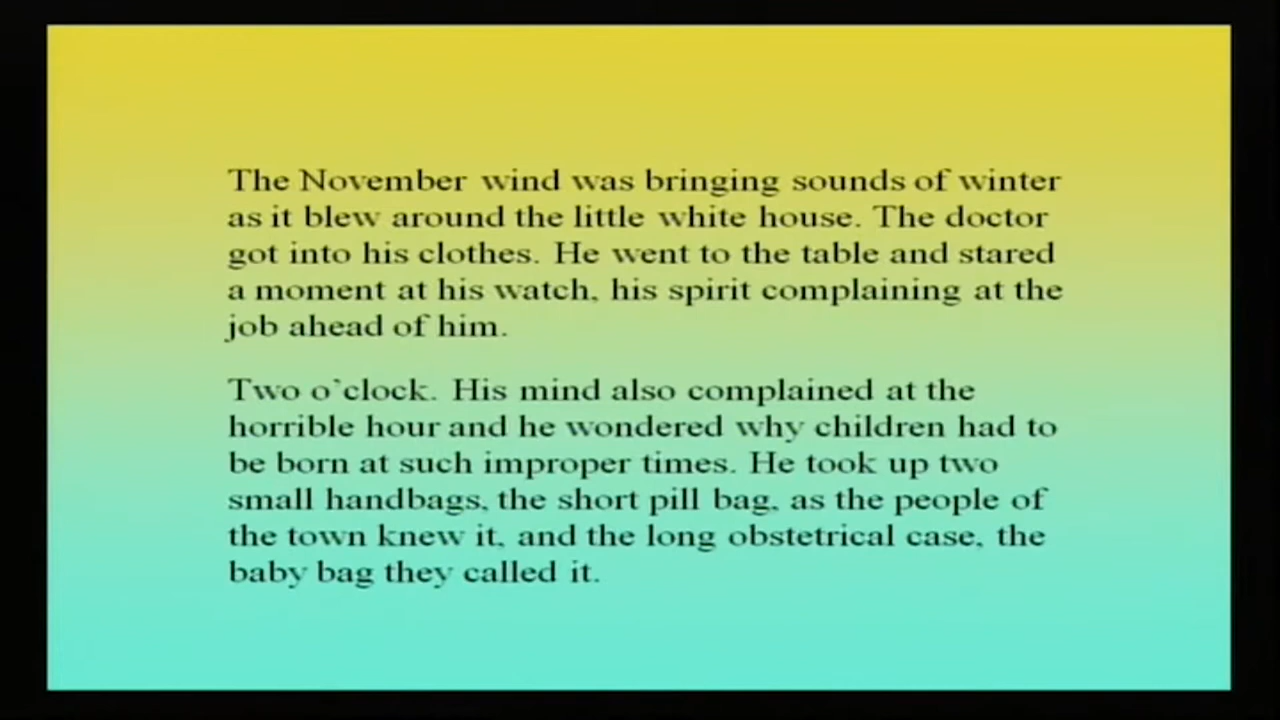 The November wind was bringing sounds of winter
as it blew around the little white house. The doctor
got into his clothes. He went to the table and stared
a moment at his watch, his spirit complaining at the
job ahead of him.
Two o`clock. His mind also complained at the
horrible hour and he wondered why children had to
be born at such improper times. He took up two
small handbags, the short pill bag, as the people of
the town knew it, and the long obstetrical case, the
baby bag they called it.